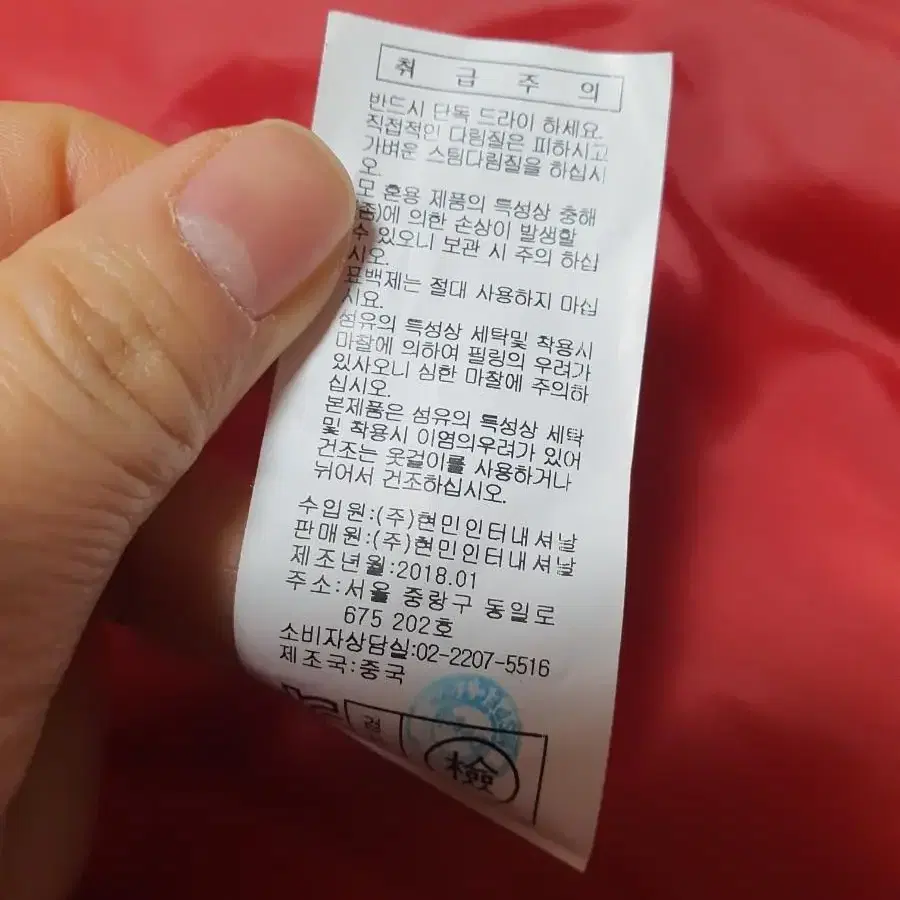 취 급 주 의
반드시 단독 드라이 하세요.
직접적인 다림질은 피하시고
가벼운 스팀다림질을 하십시
오.
모 혼용 제품의 특성상 충해
(좀)에 의한 손상이 발생할
수 있오니 보관 시 주의 하십
시오.
표백제는 절대 사용하지 마십
시요.
섬유의 특성상 세탁및 착용시
마찰에 의하여 필링의 우려가
있사오니 심한 마찰에 주의하
십시오.
본제품은 섬유의 특성상 세탁
및 착용시 이염의우려가 있어
건조는 옷걸이를 사용하거나
뉘어서 건조하십시오.
수입원:(주)현민인터내셔날
판매원:(주)현민인터내셔날
제조년월:2018.01
주소:서울 중랑구 동일로
675 202호
소비자상담실:02-2207-5516
제조국:중국
검
檢